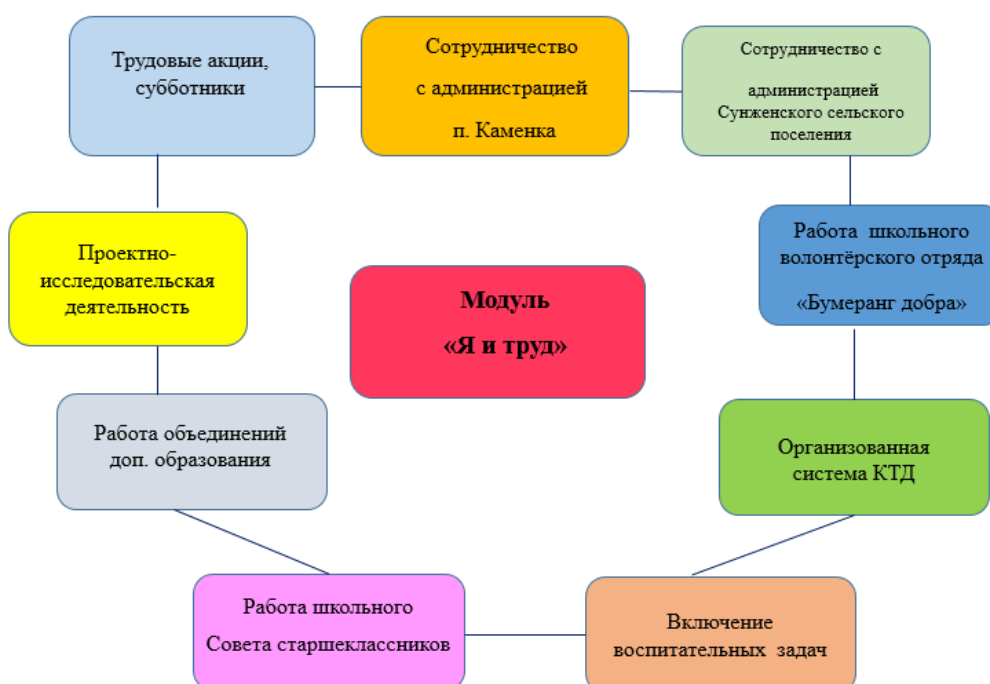 Трудовые акции,
субботники
Сотрудничество
с администрацией
п. Каменка
Сотрудничество с
администрацией
Сунженского сельского
поселения
Проектно-
исследовательская
деятельность
Модуль
«Я и труд»
Работа школьного
волонтёрского отряда
«Бумеранг добра»
Работа объединений
доп. образования
Организованная
система КТД
Работа школьного
Совета старшеклассников
Включение
воспитательных задач